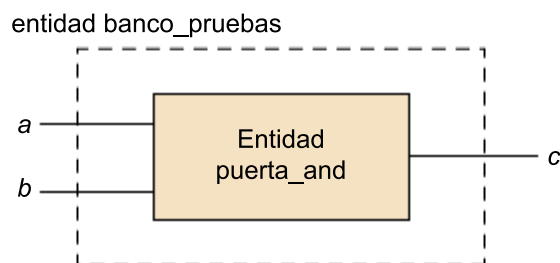 entidad banco_pruebas
a
Entidad
puerta_and
c
b